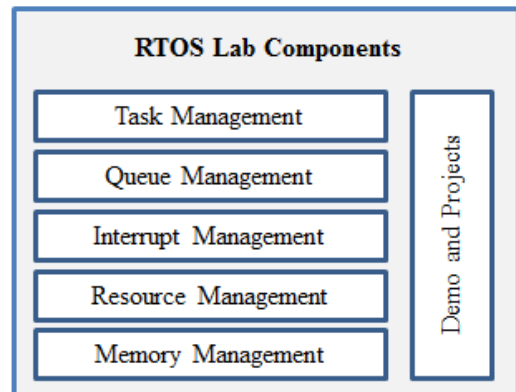 RTOS Lab Components
Task Management
Queue Management
Interrupt Management
Resource Management
Memory Management
Demo and Projects